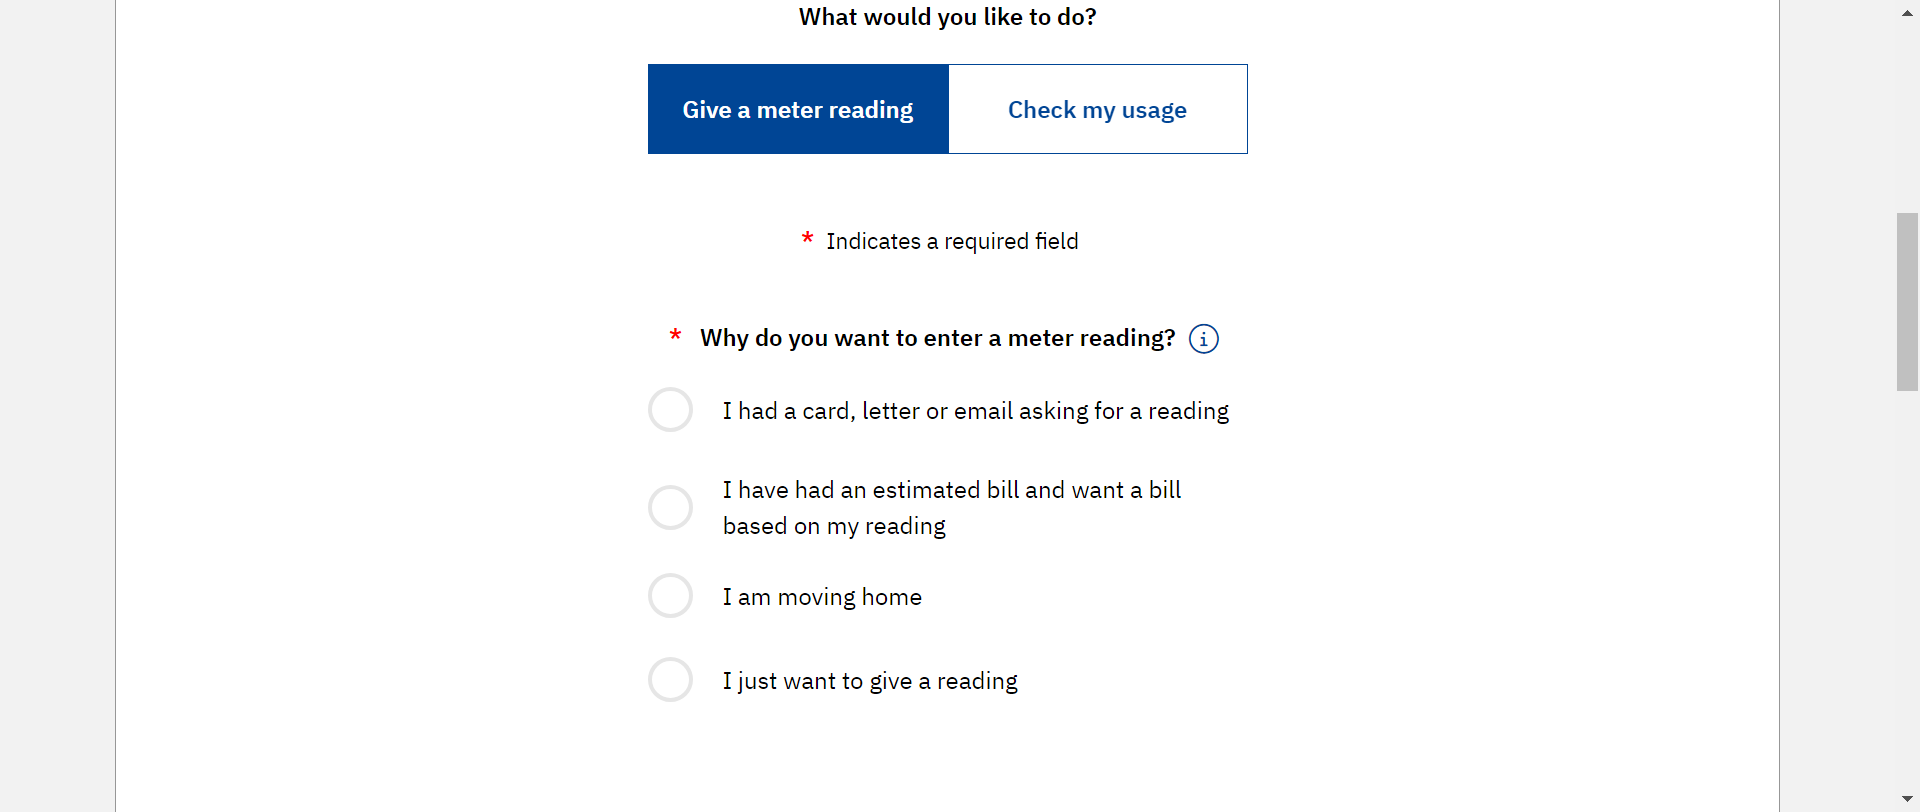 What would you like to do?
Give a meter reading
Check my usage
* Indicates a required field
* Why do you want to enter a meter reading? i
I had a card, letter or email asking for a reading
I have had an estimated bill and want a bill
based on my reading
I am moving home
I just want to give a reading